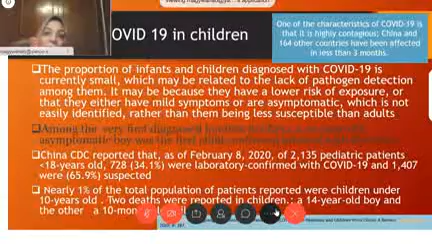 OVID 19 in children
One of the characteristics of COVID-19 is
that it is highly contagious; China and
164 other countries have been affected
in less than 3 months.
❑The proportion of infants and children diagnosed with COVID-19 is
currently small, which may be related to the lack of pathogen detection
among them. It may be because they have a lower risk of exposure, or
that they either have mild symptoms or are asymptomatic, which is not
easily identified, rather than them being less susceptible than adults
❑Among the very first diagnosed
asymptomatic boy was the first
❑China CDC reported that, as of February 8, 2020, of 2,135 pediatric patients
<18-years old, 728 (34.1%) were laboratory-confirmed with COVID-19 and 1,407
were (65.9%) suspected
❑ Nearly 1% of the total population of patients reported were children under
10-years old . Two deaths were reported in children.: a 14-year-old boy and
the other a 10-mon